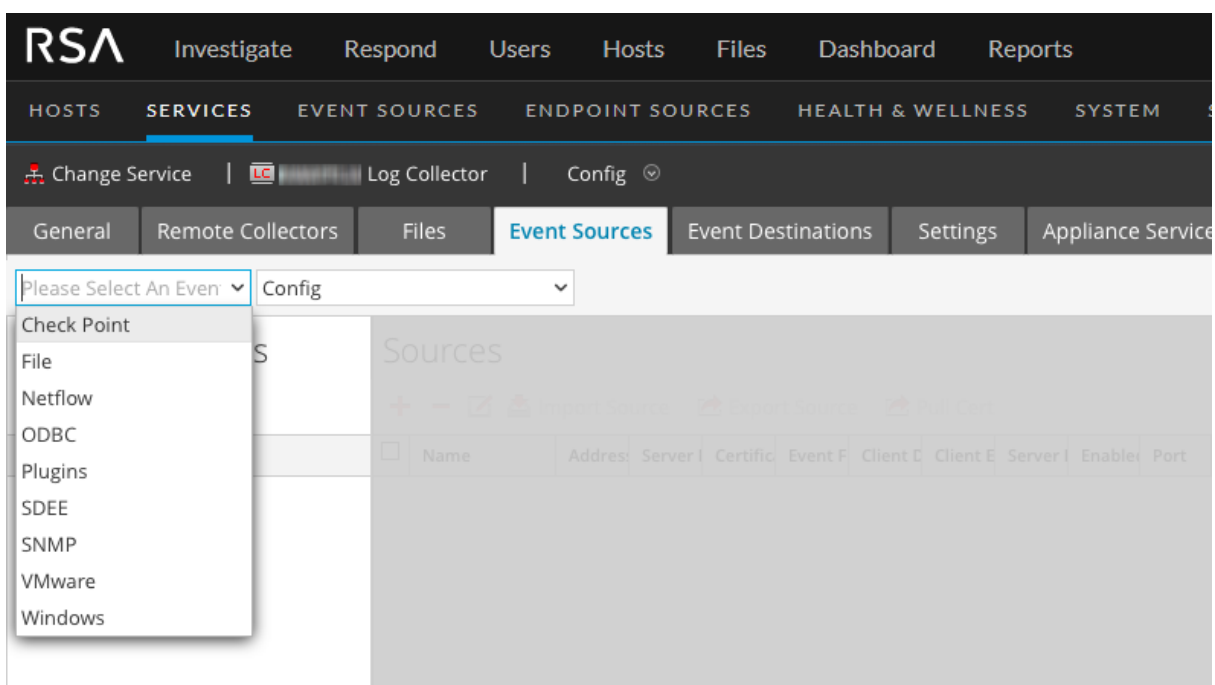 RSA Investigate Respond Users Hosts Files Dashboard Reports
HOSTS SERVICES EVENT SOURCES ENDPOINT SOURCES HEALTH & WELLNESS SYSTEM
Change Service | LC Log Collector | Config
General Remote Collectors Files Event Sources Event Destinations Settings Appliance Service
Please Select An Even Config
Check Point
s Sources
File
Netflow
Import Source Export Source Test Cert
ODBC
Name Address Server Certific Event F Client D Client E Server Enable Port
Plugins
SDEE
SNMP
VMware
Windows